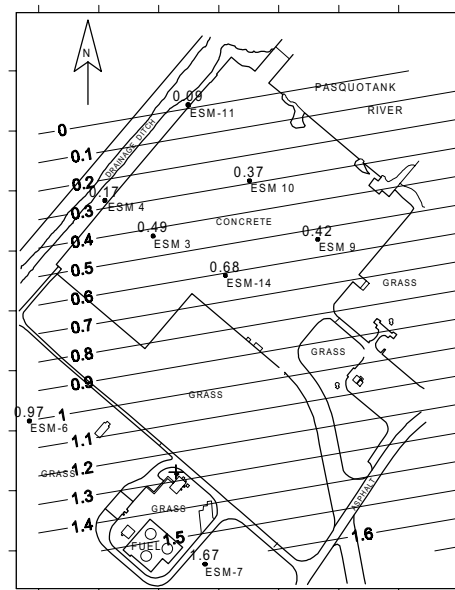 N
PASQUOTANK
RIVER
0.09
ESM-11
DRAINAGE DITCH
0
0.1
0.2
0.37
ESM 10
0.17
ESM 4
0.3
CONCRETE
0.4
0.49
ESM 3
0.42
ESM 9
0.5
0.68
ESM-14
GRASS
0.6
0.7
GRASS
0.8
0.9
GRASS
0.97
ESM-6
1
1.1
GRASS
1.2
1.3
GRASS
ASPHALT
1.4
1.5
1.6
FUEL
1.67
ESM-7